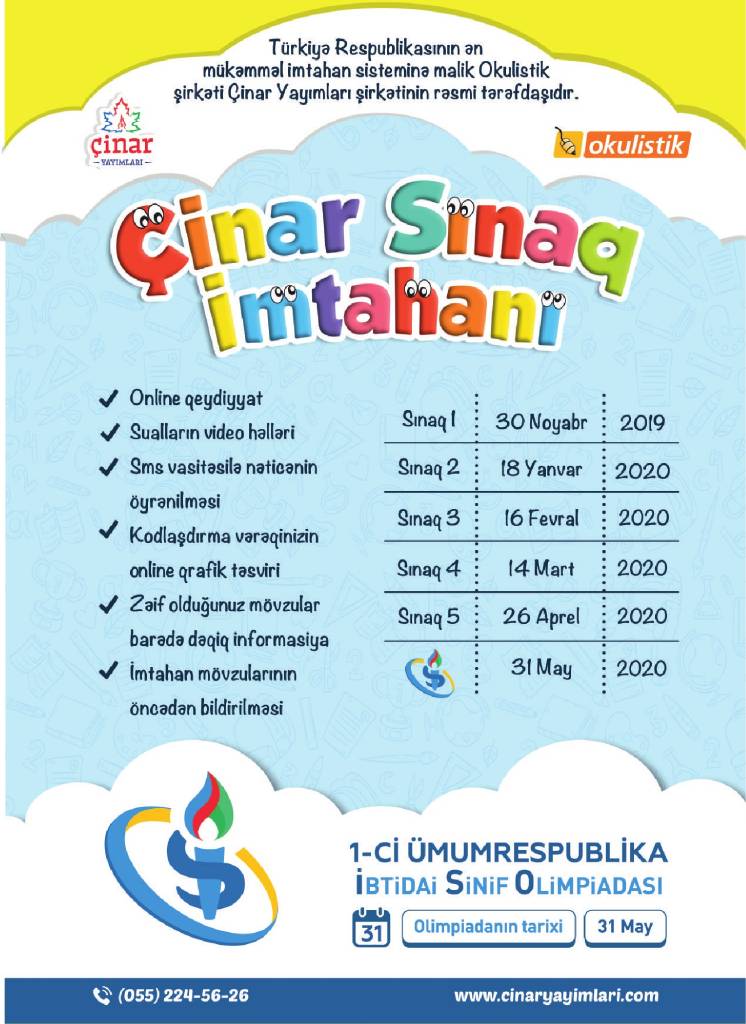 Türkiyə Respublikasının ən
mükəmməl imtahan sisteminə malik Okulistik
şirkəti Çinar Yayımları şirkətinin rəsmi tərəfdaşıdır.
çinar
YAYIMLARI
okulistik
Çinar Sınaq
İmtahanı
Online qeydiyyat
Sualların video həlləri
Sms vasitəsilə nəticənin
öyrənilməsi
Kodlaşdırma vərəqinizin
online qrafik təsviri
Zəif olduğunuz mövzular
barədə dəqiq informasiya
İmtahan mövzularının
öncədən bildirilməsi
Sınaq 1 30 Noyabr 2019
Sınaq 2 18 Yanvar 2020
Sınaq 3 16 Fevral 2020
Sınaq 4 14 Mart 2020
Sınaq 5 26 Aprel 2020
31 May 2020
1-Cİ ÜMUMRESPUBLİKA
İBTİDAİ SİNİF OLİMPİADASI
31 Olimpiadanın tarixi 31 May
(055) 224-56-26 www.cinaryayimlari.com